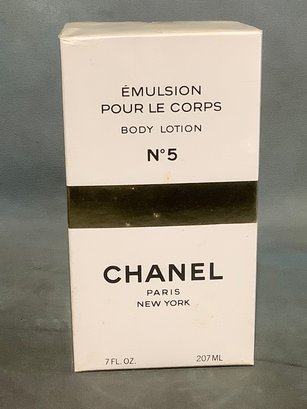 ÉMULSION
POUR LE CORPS
BODY LOTION
N°5
CHANEL
PARIS
NEW YORK
7 FL. OZ. 207 ML